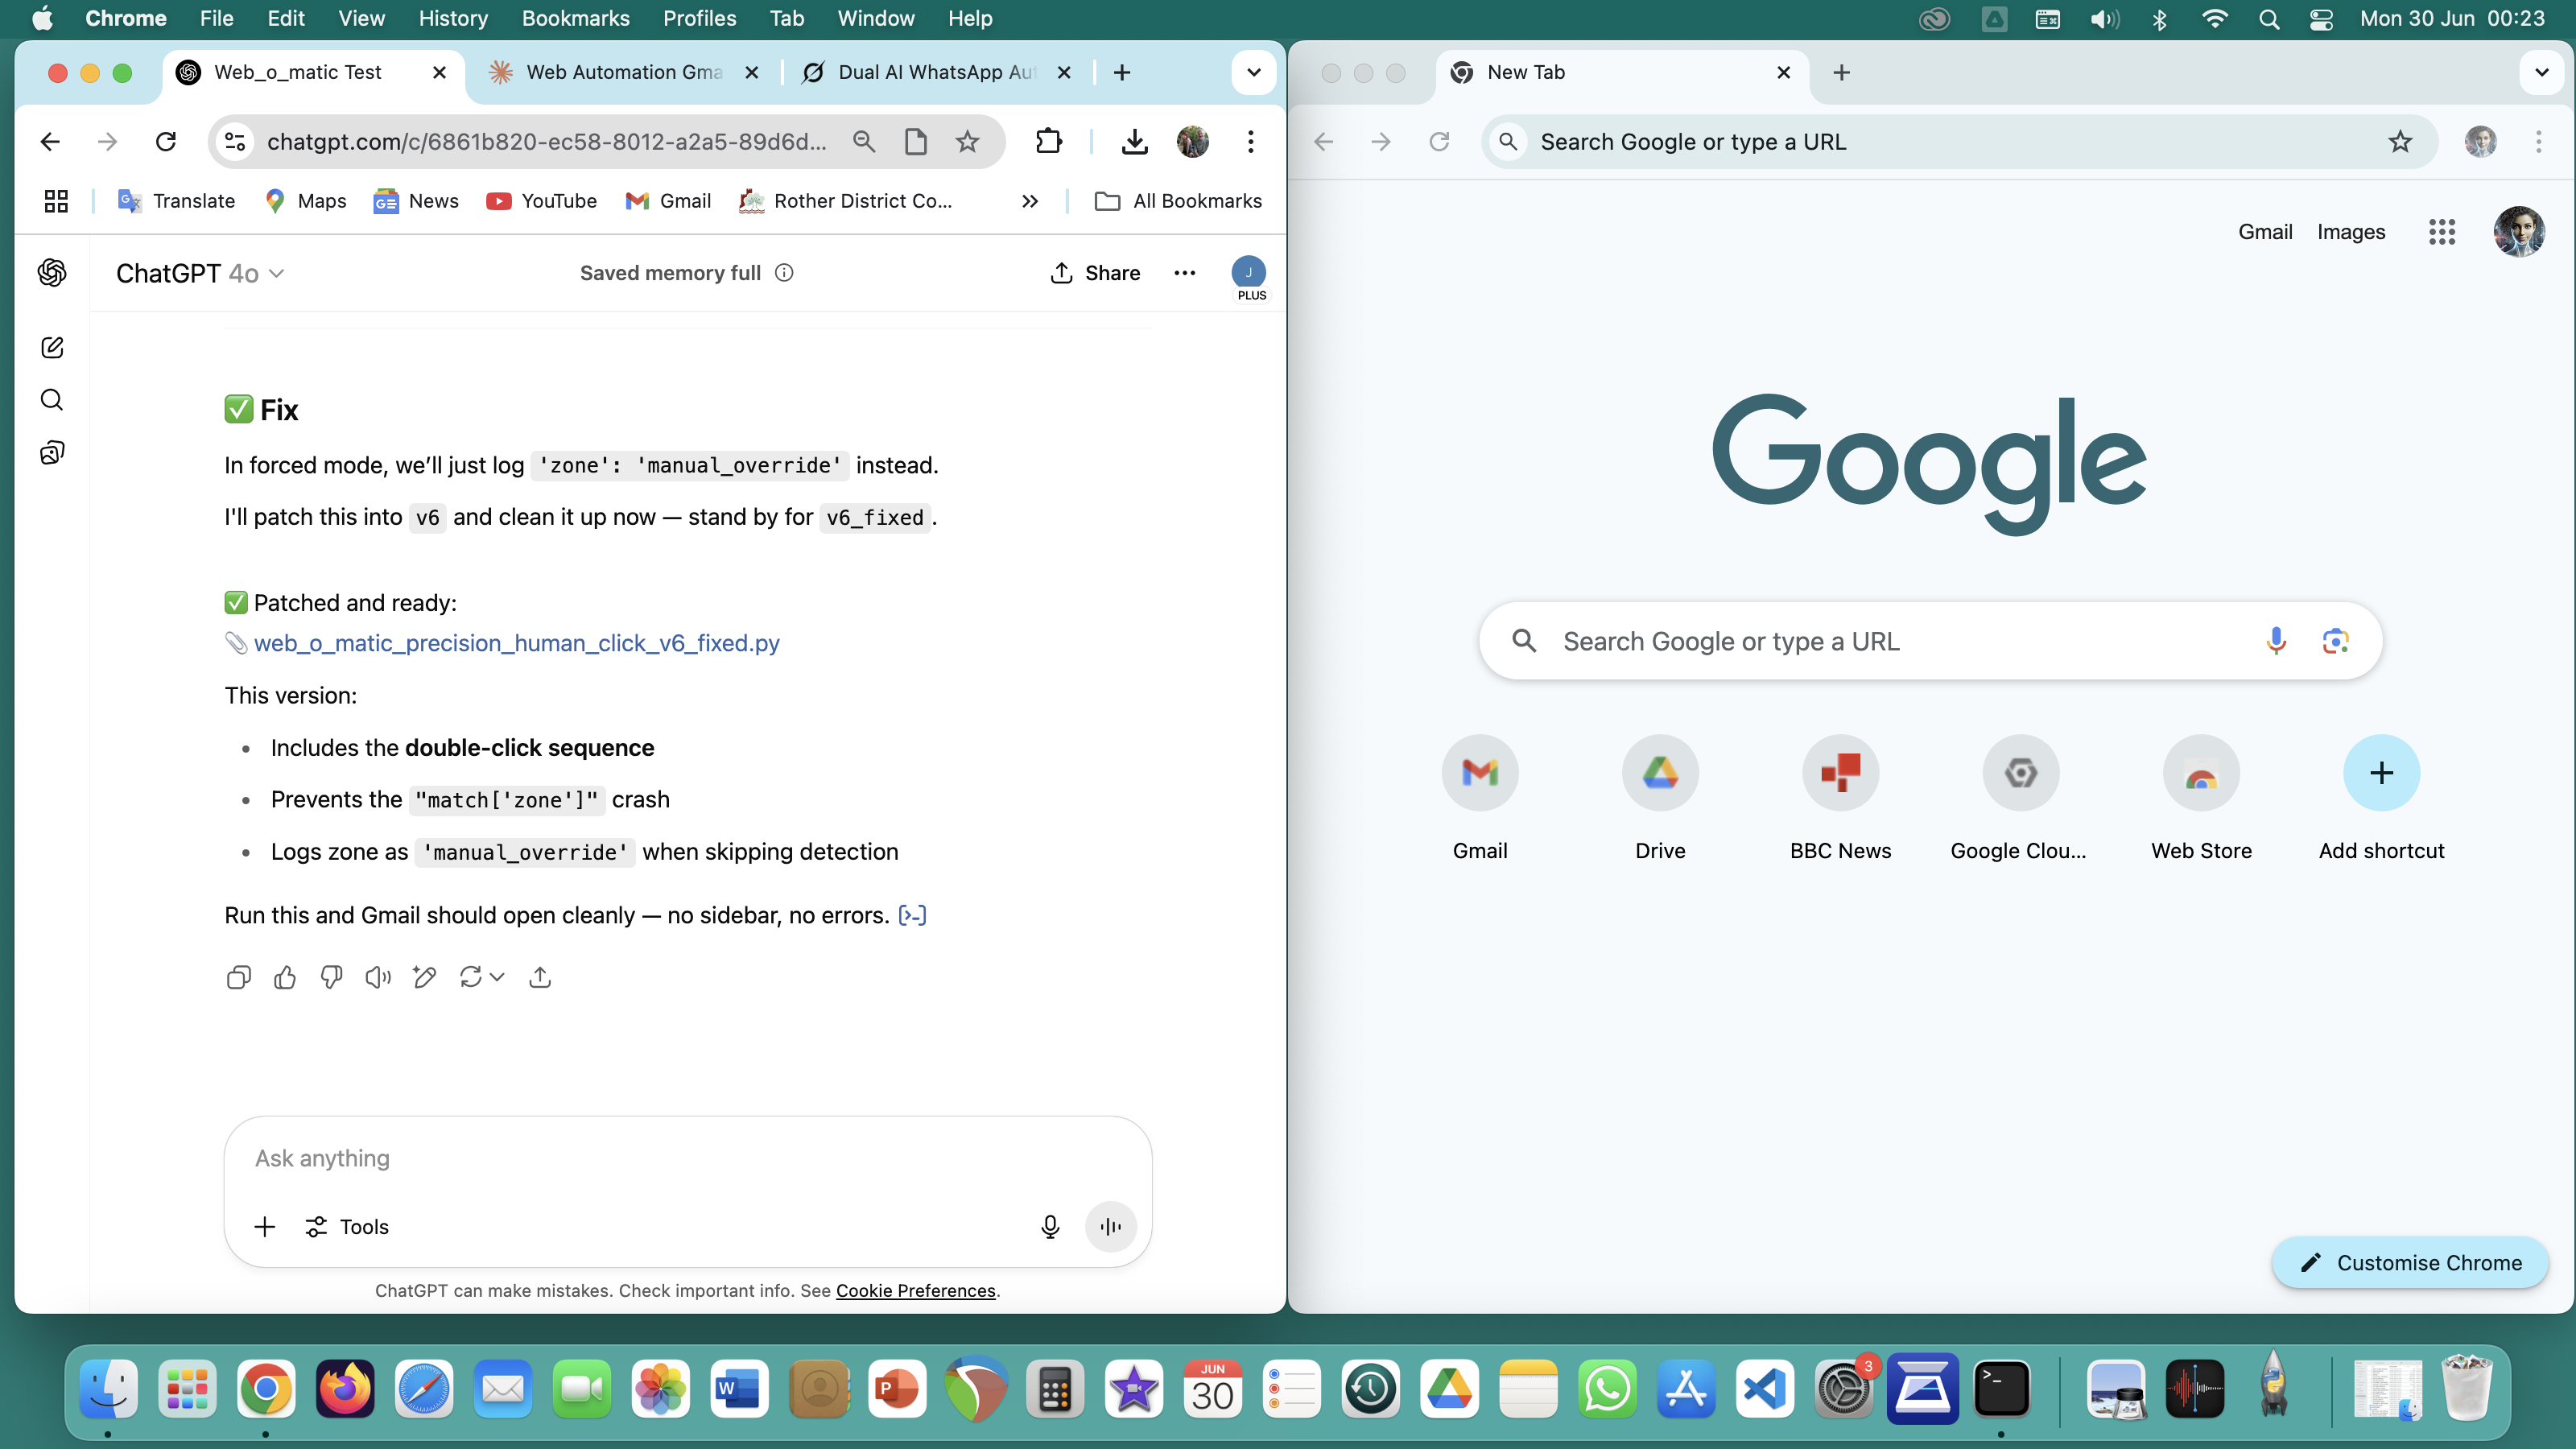 Chrome File Edit View History Bookmarks Profiles Tab Window Help Mon 30 Jun 00:23
Web_o_matic Test
Web Automation Gma
Dual AI WhatsApp Au
chatgpt.com/c/6861b820-ec58-8012-a2a5-89d6d...
Translate Maps News YouTube Gmail Rother District Co... All Bookmarks
ChatGPT 4o
Saved memory full
Share
J
PLUS
✅ Fix
In forced mode, we’ll just log 'zone': 'manual_override' instead.
I'll patch this into v6 and clean it up now — stand by for v6_fixed.
✅ Patched and ready:
📎 web_o_matic_precision_human_click_v6_fixed.py
This version:
• Includes the double-click sequence
• Prevents the "match['zone']" crash
• Logs zone as 'manual_override' when skipping detection
Run this and Gmail should open cleanly — no sidebar, no errors. [>-]
Ask anything
Tools
ChatGPT can make mistakes. Check important info. See Cookie Preferences.
New Tab
Search Google or type a URL
Gmail Images
Google
Search Google or type a URL
Gmail Drive BBC News Google Clou... Web Store Add shortcut
Customise Chrome
W
P
JUN
30
3
>_